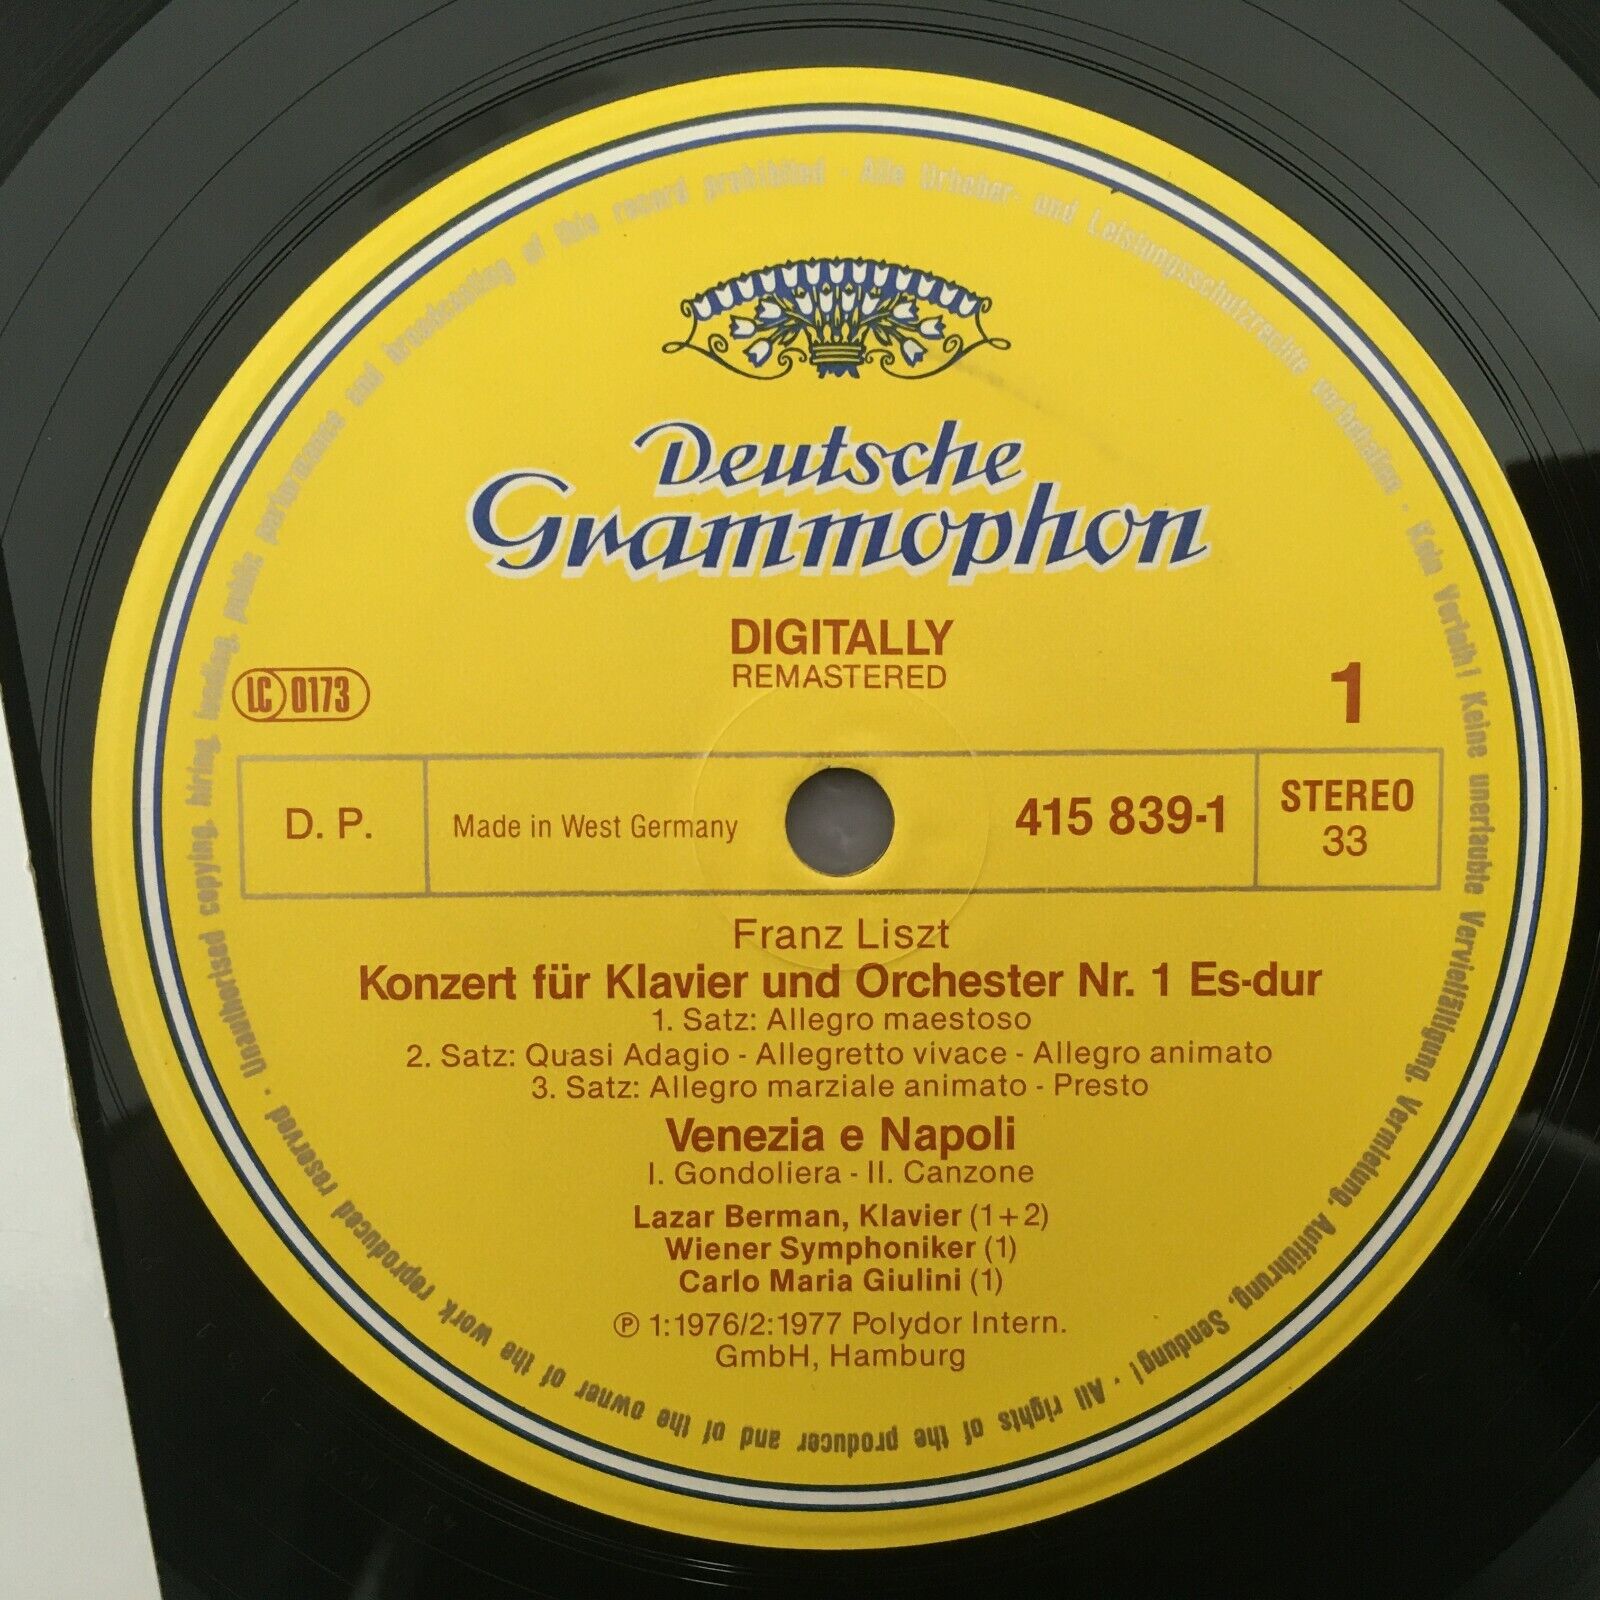 Deutsche
Grammophon
DIGITALLY
REMASTERED
LC 0173
1
D. P.
Made in West Germany
415 839-1
STEREO
33
Franz Liszt
Konzert für Klavier und Orchester Nr. 1 Es-dur
1. Satz: Allegro maestoso
2. Satz: Quasi Adagio - Allegretto vivace - Allegro animato
3. Satz: Allegro marziale animato - Presto
Venezia e Napoli
I. Gondoliera - II. Canzone
Lazar Berman, Klavier (1+2)
Wiener Symphoniker (1)
Carlo Maria Giulini (1)
℗ 1:1976/2:1977 Polydor Intern.
GmbH, Hamburg
Alle Urheber- und Leistungsschutzrechte vorbehalten · Kein Verleih! Keine unerlaubte Vervielfältigung, Vermietung, Aufführung, Sendung! · All rights of the producer and of the owner of the work reproduced reserved · Unauthorised copying, hiring, lending, public performance and broadcasting of this record prohibited ·